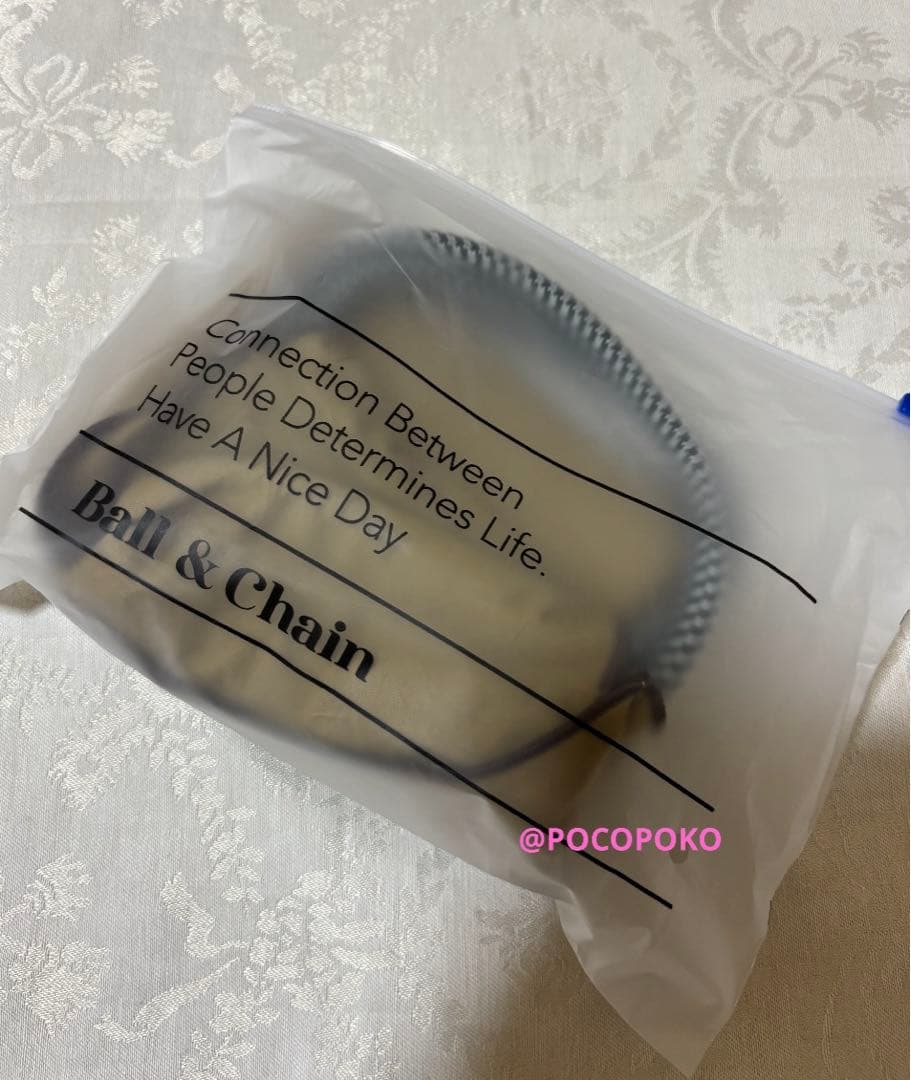 Connection Between
People Determines Life.
Have A Nice Day
Ball & Chain
@POCOPOKO